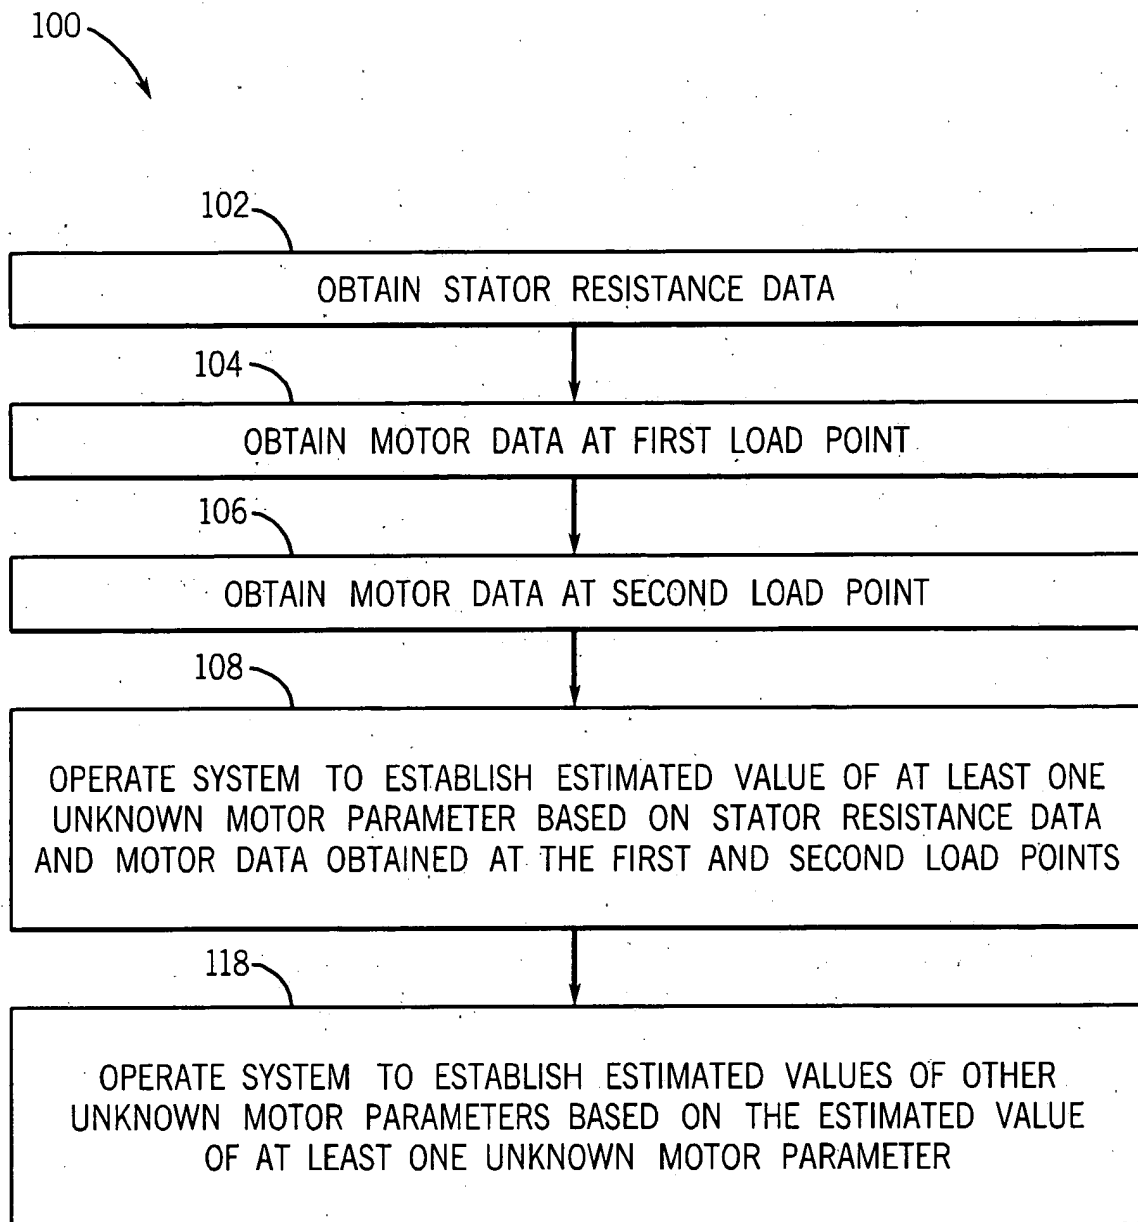 100
102
OBTAIN STATOR RESISTANCE DATA
104
OBTAIN MOTOR DATA AT FIRST LOAD POINT
106
OBTAIN MOTOR DATA AT SECOND LOAD POINT
108
OPERATE SYSTEM TO ESTABLISH ESTIMATED VALUE OF AT LEAST ONE
UNKNOWN MOTOR PARAMETER BASED ON STATOR RESISTANCE DATA
AND MOTOR DATA OBTAINED AT THE FIRST AND SECOND LOAD POINTS
118
OPERATE SYSTEM TO ESTABLISH ESTIMATED VALUES OF OTHER
UNKNOWN MOTOR PARAMETERS BASED ON THE ESTIMATED VALUE
OF AT LEAST ONE UNKNOWN MOTOR PARAMETER